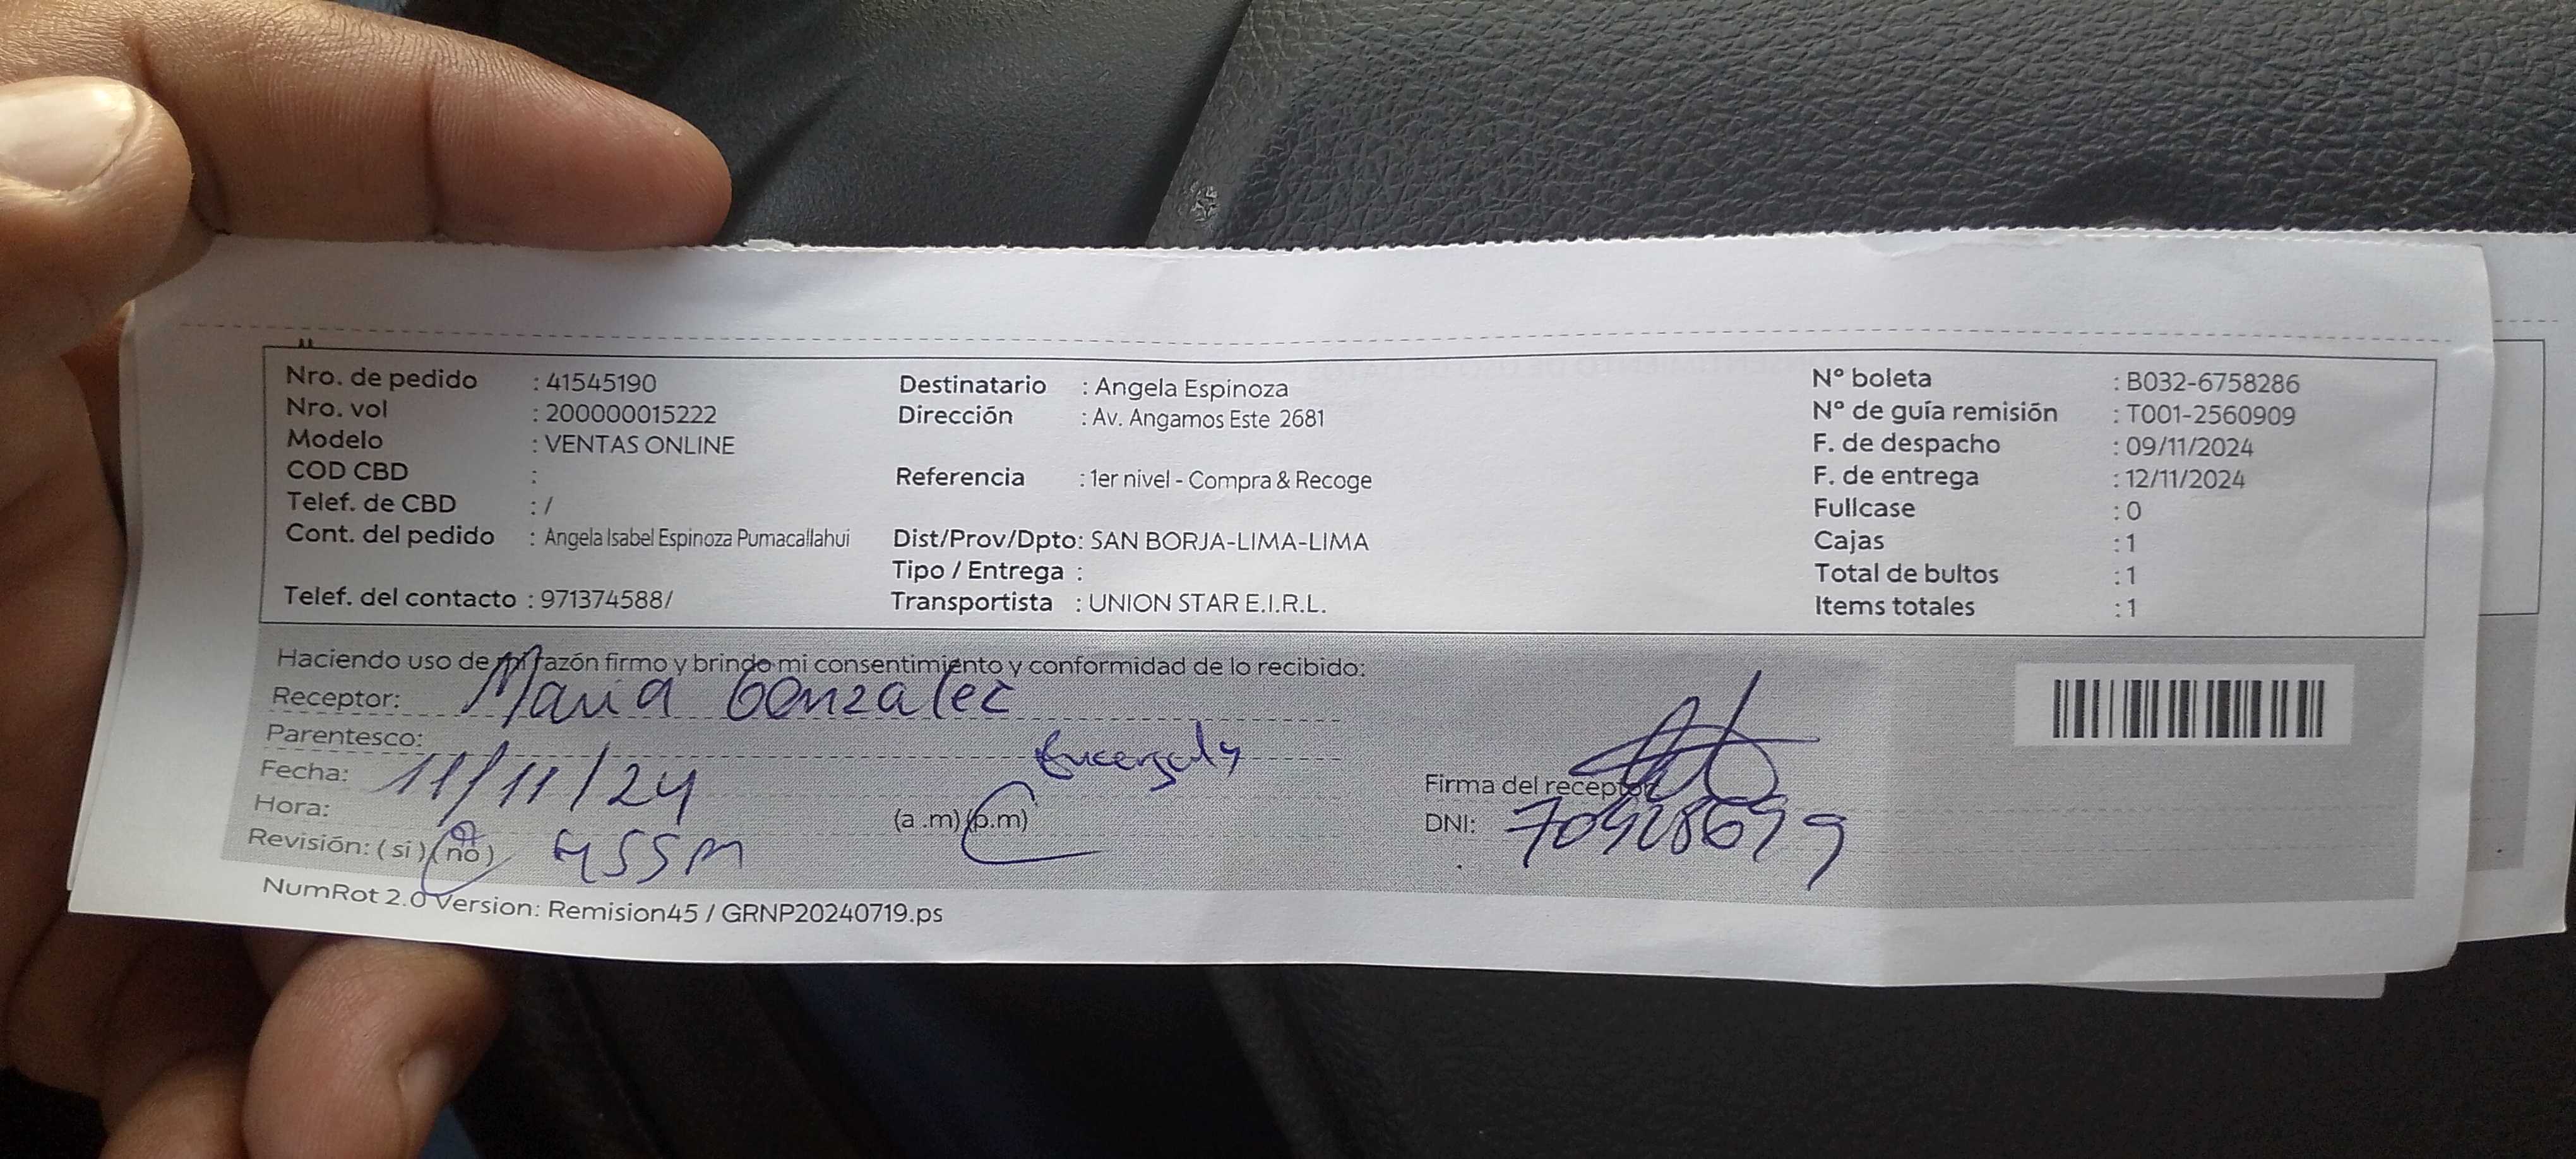 Nro. de pedido : 41545190
Nro. vol : 200000015222
Modelo : VENTAS ONLINE
COD CBD :
Telef. de CBD : /
Cont. del pedido : Angela Isabel Espinoza Pumacallahui
Telef. del contacto : 971374588/
Destinatario : Angela Espinoza
Dirección : Av. Angamos Este 2681
Referencia : 1er nivel - Compra & Recoge
Dist/Prov/Dpto: SAN BORJA-LIMA-LIMA
Tipo / Entrega :
Transportista : UNION STAR E.I.R.L.
N° boleta : B032-6758286
N° de guía remisión : T001-2560909
F. de despacho : 09/11/2024
F. de entrega : 12/11/2024
Fullcase : 0
Cajas : 1
Total de bultos : 1
Items totales : 1
Haciendo uso de mi razón firmo y brindo mi consentimiento y conformidad de lo recibido:
Receptor: Maria Gonzalez
Parentesco:
Fecha: 11/11/24
Hora: (a .m) (p.m)
Revisión: ( si ) ( no )
Firma del receptor
DNI:
NumRot 2.0 Version: Remision45 / GRNP20240719.ps